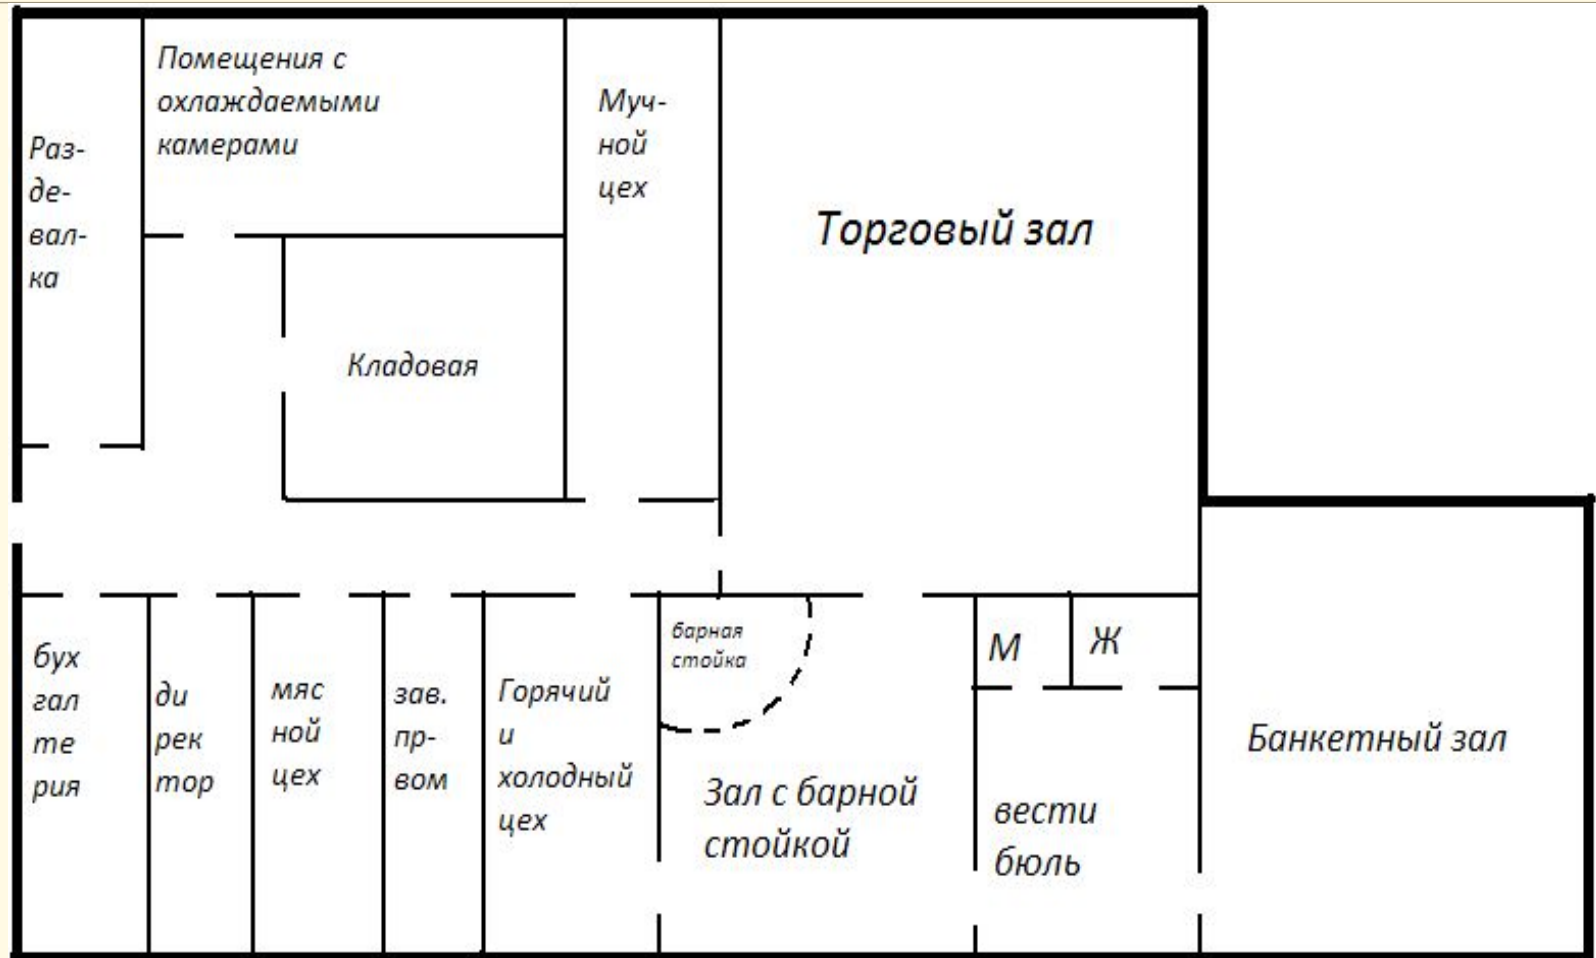 Помещения с
охлаждаемыми
камерами
Раз-
де-
вал-
ка
Муч-
ной
цех
Торговый зал
Кладовая
бух
гал
те
рия
ди
рек
тор
мяс
ной
цех
зав.
пр-
вом
Горячий
и
холодный
цех
барная
стойка
Зал с барной
стойкой
М
Ж
вести
бюль
Банкетный зал